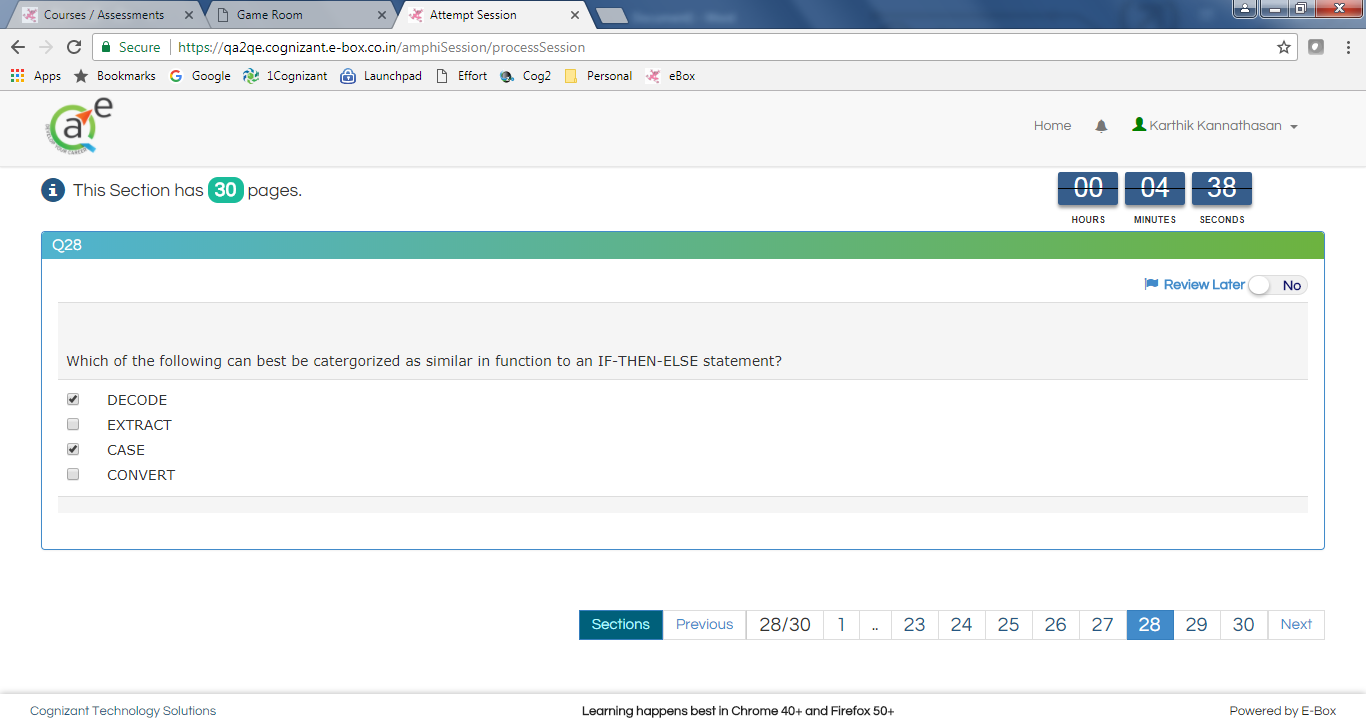 Courses / Assessments
Game Room
Attempt Session
Secure
https://qa2qe.cognizant.e-box.co.in/amphiSession/processSession
Apps
Bookmarks
Google
1Cognizant
Launchpad
Effort
Cog2
Personal
eBox
a e
Home
Karthik Kannathasan
This Section has 30 pages.
00 04 38
HOURS MINUTES SECONDS
Q28
Review Later No
Which of the following can best be catergorized as similar in function to an IF-THEN-ELSE statement?
DECODE
EXTRACT
CASE
CONVERT
Sections Previous 28/30 1 .. 23 24 25 26 27 28 29 30 Next
Cognizant Technology Solutions
Learning happens best in Chrome 40+ and Firefox 50+
Powered by E-Box